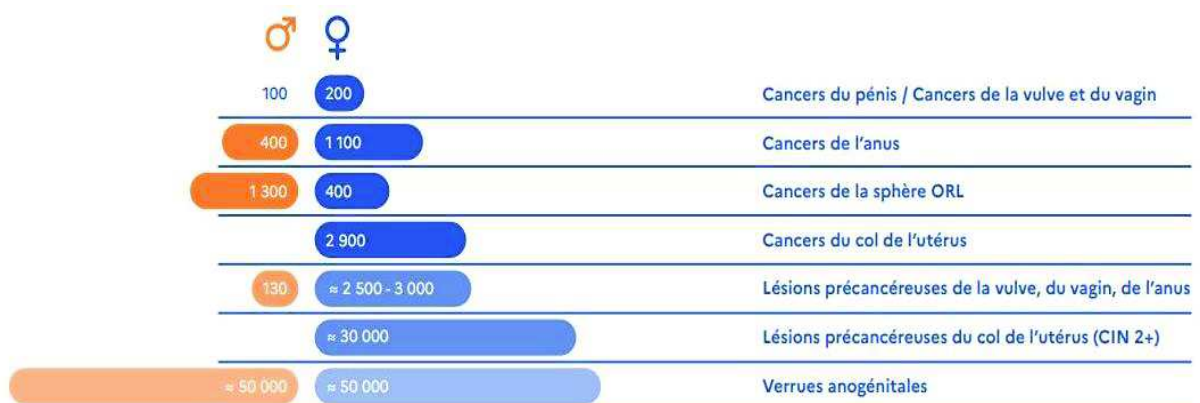 ♂ ♀
100 200 Cancers du pénis / Cancers de la vulve et du vagin
400 1 100 Cancers de l'anus
1 300 400 Cancers de la sphère ORL
2 900 Cancers du col de l'utérus
130 ≈ 2 500 - 3 000 Lésions précancéreuses de la vulve, du vagin, de l'anus
≈ 30 000 Lésions précancéreuses du col de l'utérus (CIN 2+)
≈ 50 000 ≈ 50 000 Verrues anogénitales